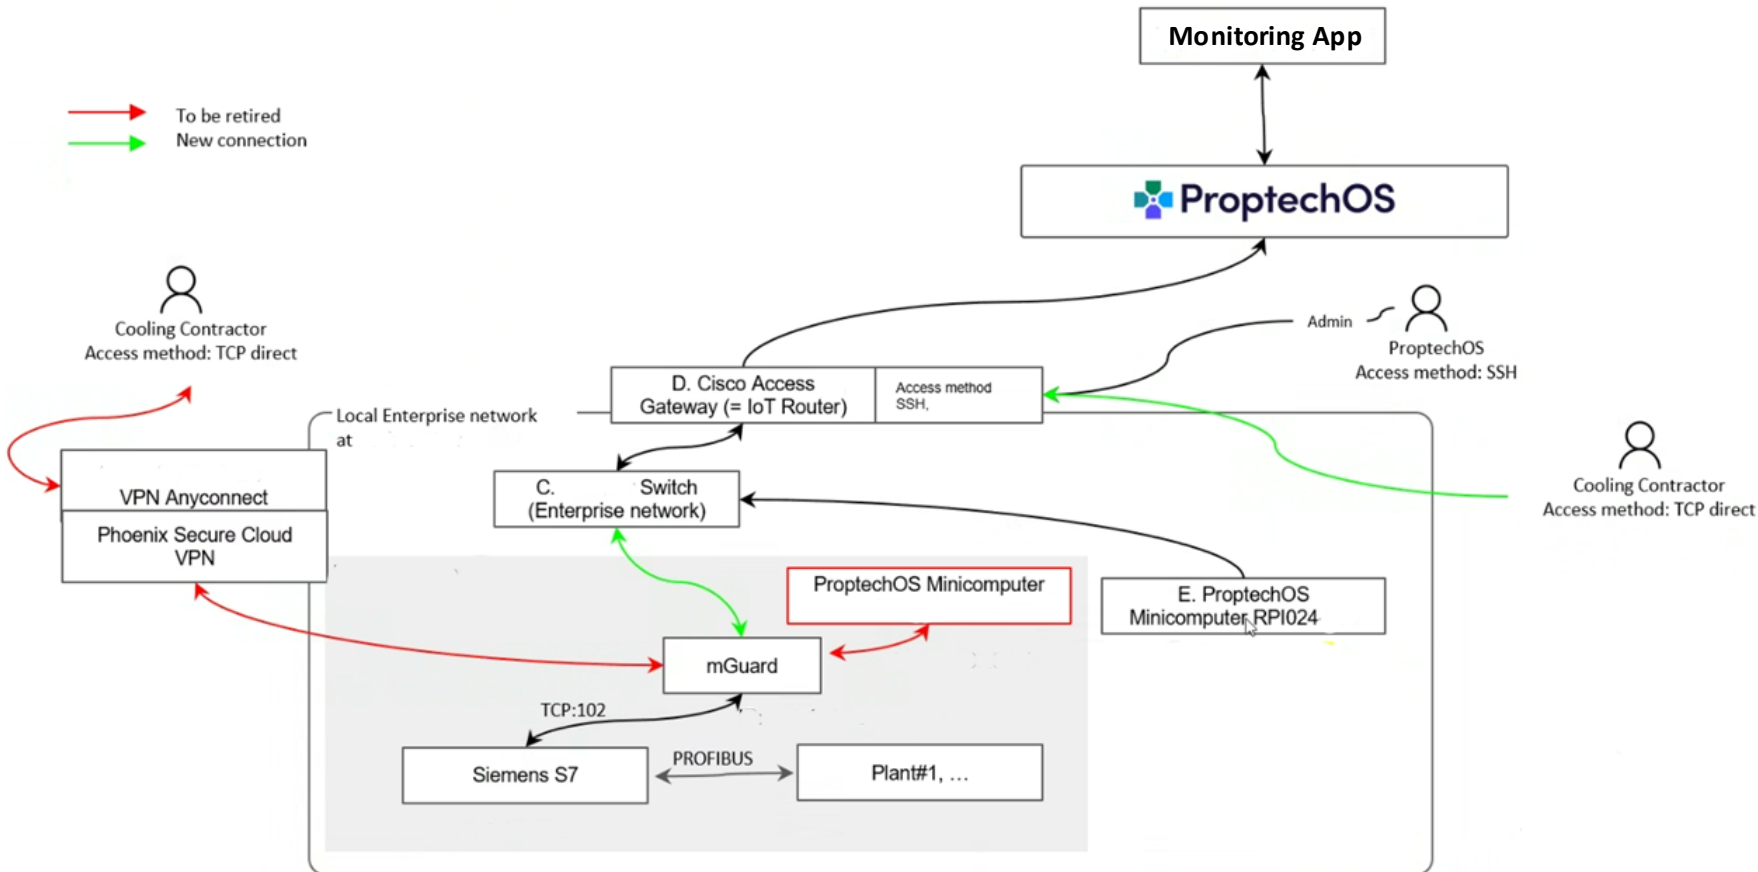 Monitoring App
To be retired
New connection
ProptechOS
Cooling Contractor
Access method: TCP direct
Admin
ProptechOS
Access method: SSH
D. Cisco Access
Gateway (= IoT Router)
Access method
SSH,
Local Enterprise network
at
Cooling Contractor
Access method: TCP direct
VPN Anyconnect
Phoenix Secure Cloud
VPN
C. Switch
(Enterprise network)
ProptechOS Minicomputer
E. ProptechOS
Minicomputer RPI024
mGuard
TCP:102
Siemens S7
PROFIBUS
Plant#1, ...